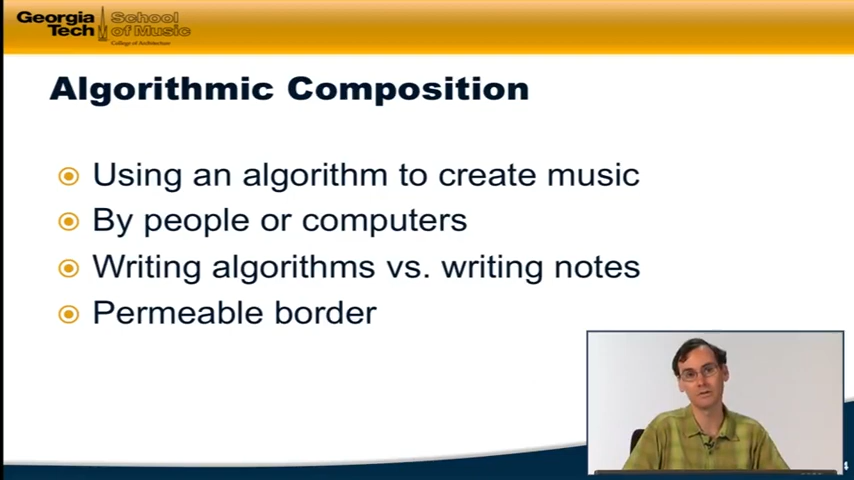 Georgia Tech
School of Music
College of Architecture
Algorithmic Composition
Using an algorithm to create music
By people or computers
Writing algorithms vs. writing notes
Permeable border
4